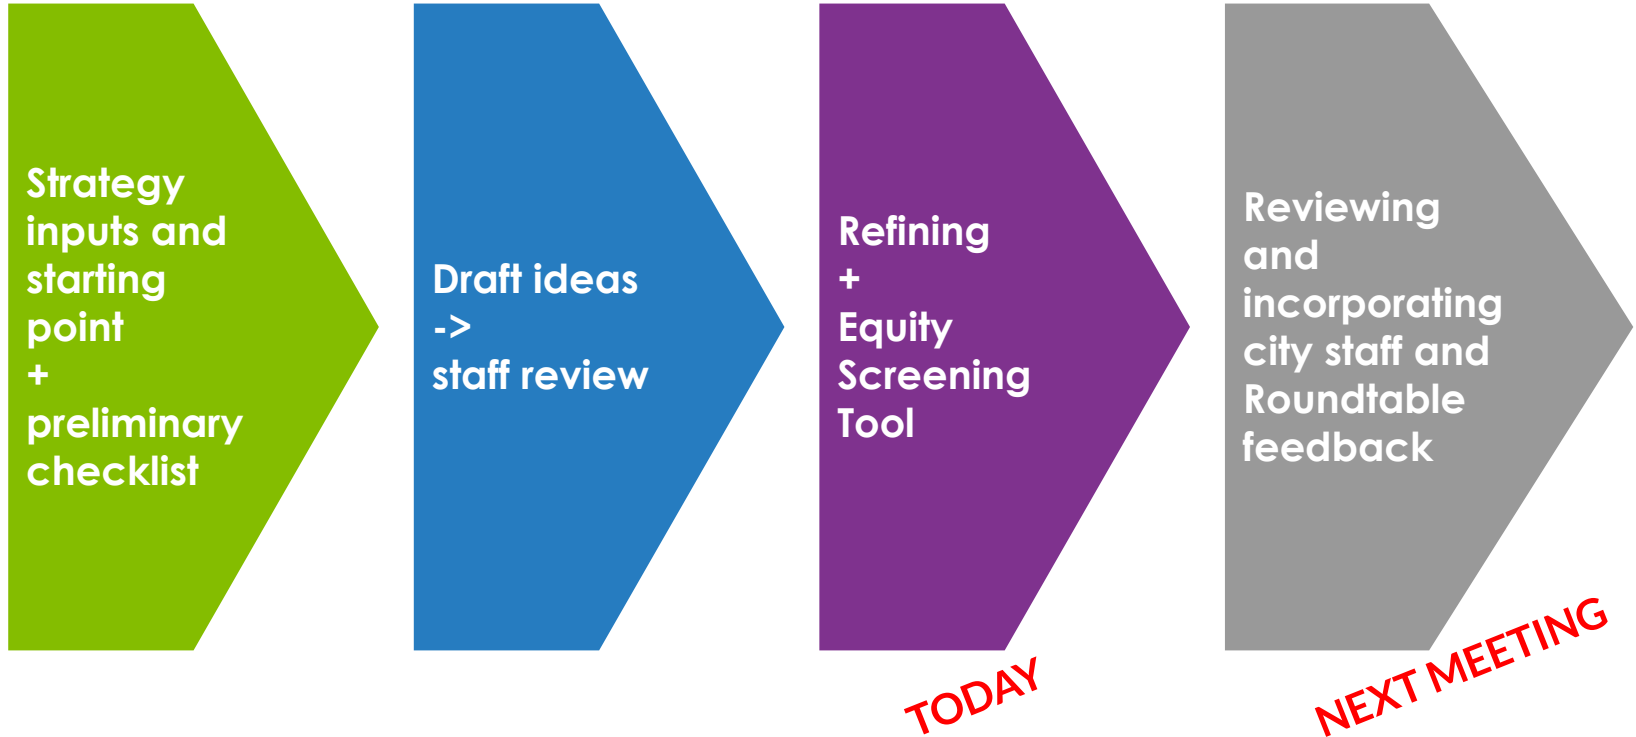 Strategy
inputs and
starting
point
+
preliminary
checklist
Draft ideas
->
staff review
Refining
+
Equity
Screening
Tool
Reviewing
and
incorporating
city staff and
Roundtable
feedback
TODAY
NEXT MEETING